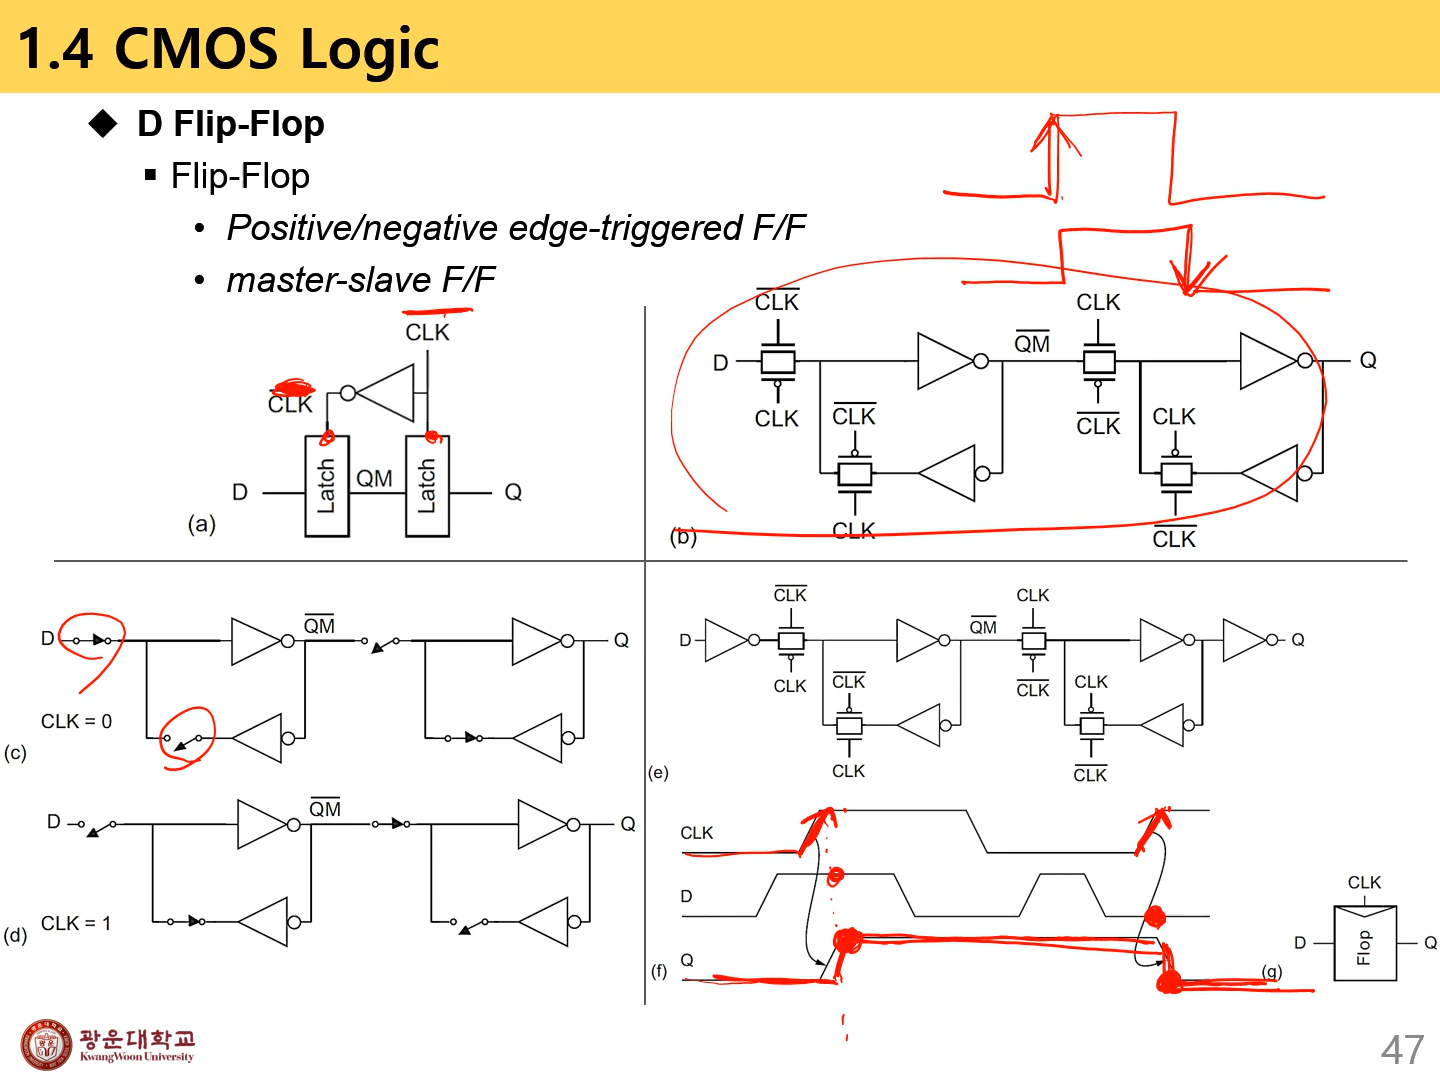 1.4 CMOS Logic
◆ D Flip-Flop
▪ Flip-Flop
• Positive/negative edge-triggered F/F
• master-slave F/F
CLK
CLK
D
Latch
QM
Latch
Q
(a)
CLK
CLK
D
QM
Q
CLK
CLK
CLK
CLK
CLK
CLK
(b)
D
QM
Q
CLK = 0
(c)
D
QM
Q
CLK = 1
(d)
CLK
CLK
D
QM
Q
CLK
CLK
CLK
CLK
CLK
CLK
(e)
CLK
D
Q
(f)
CLK
D
Flop
Q
(g)
광운대학교
KwangWoon University
47